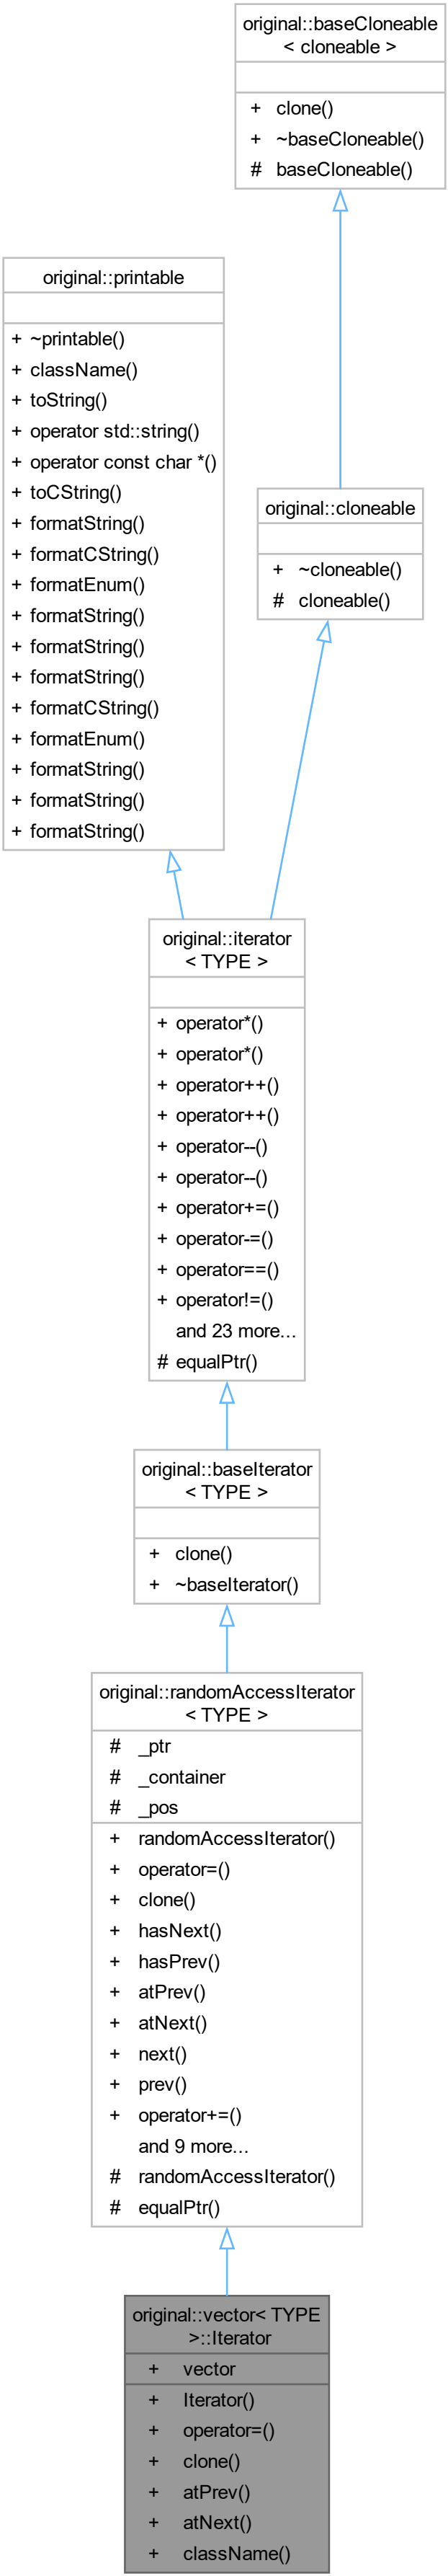 original::baseCloneable
< cloneable >
+ clone()
+ ~baseCloneable()
# baseCloneable()
original::printable
+ ~printable()
+ className()
+ toString()
+ operator std::string()
+ operator const char *()
+ toCString()
+ formatString()
+ formatCString()
+ formatEnum()
+ formatString()
+ formatString()
+ formatString()
+ formatCString()
+ formatEnum()
+ formatString()
+ formatString()
+ formatString()
original::cloneable
+ ~cloneable()
# cloneable()
original::iterator
< TYPE >
+ operator*()
+ operator*()
+ operator++()
+ operator++()
+ operator--()
+ operator--()
+ operator+=()
+ operator-=()
+ operator==()
+ operator!=()
and 23 more...
# equalPtr()
original::baseIterator
< TYPE >
+ clone()
+ ~baseIterator()
original::randomAccessIterator
< TYPE >
# _ptr
# _container
# _pos
+ randomAccessIterator()
+ operator=()
+ clone()
+ hasNext()
+ hasPrev()
+ atPrev()
+ atNext()
+ next()
+ prev()
+ operator+=()
and 9 more...
# randomAccessIterator()
# equalPtr()
original::vector< TYPE
>::Iterator
+ vector
+ Iterator()
+ operator=()
+ clone()
+ atPrev()
+ atNext()
+ className()